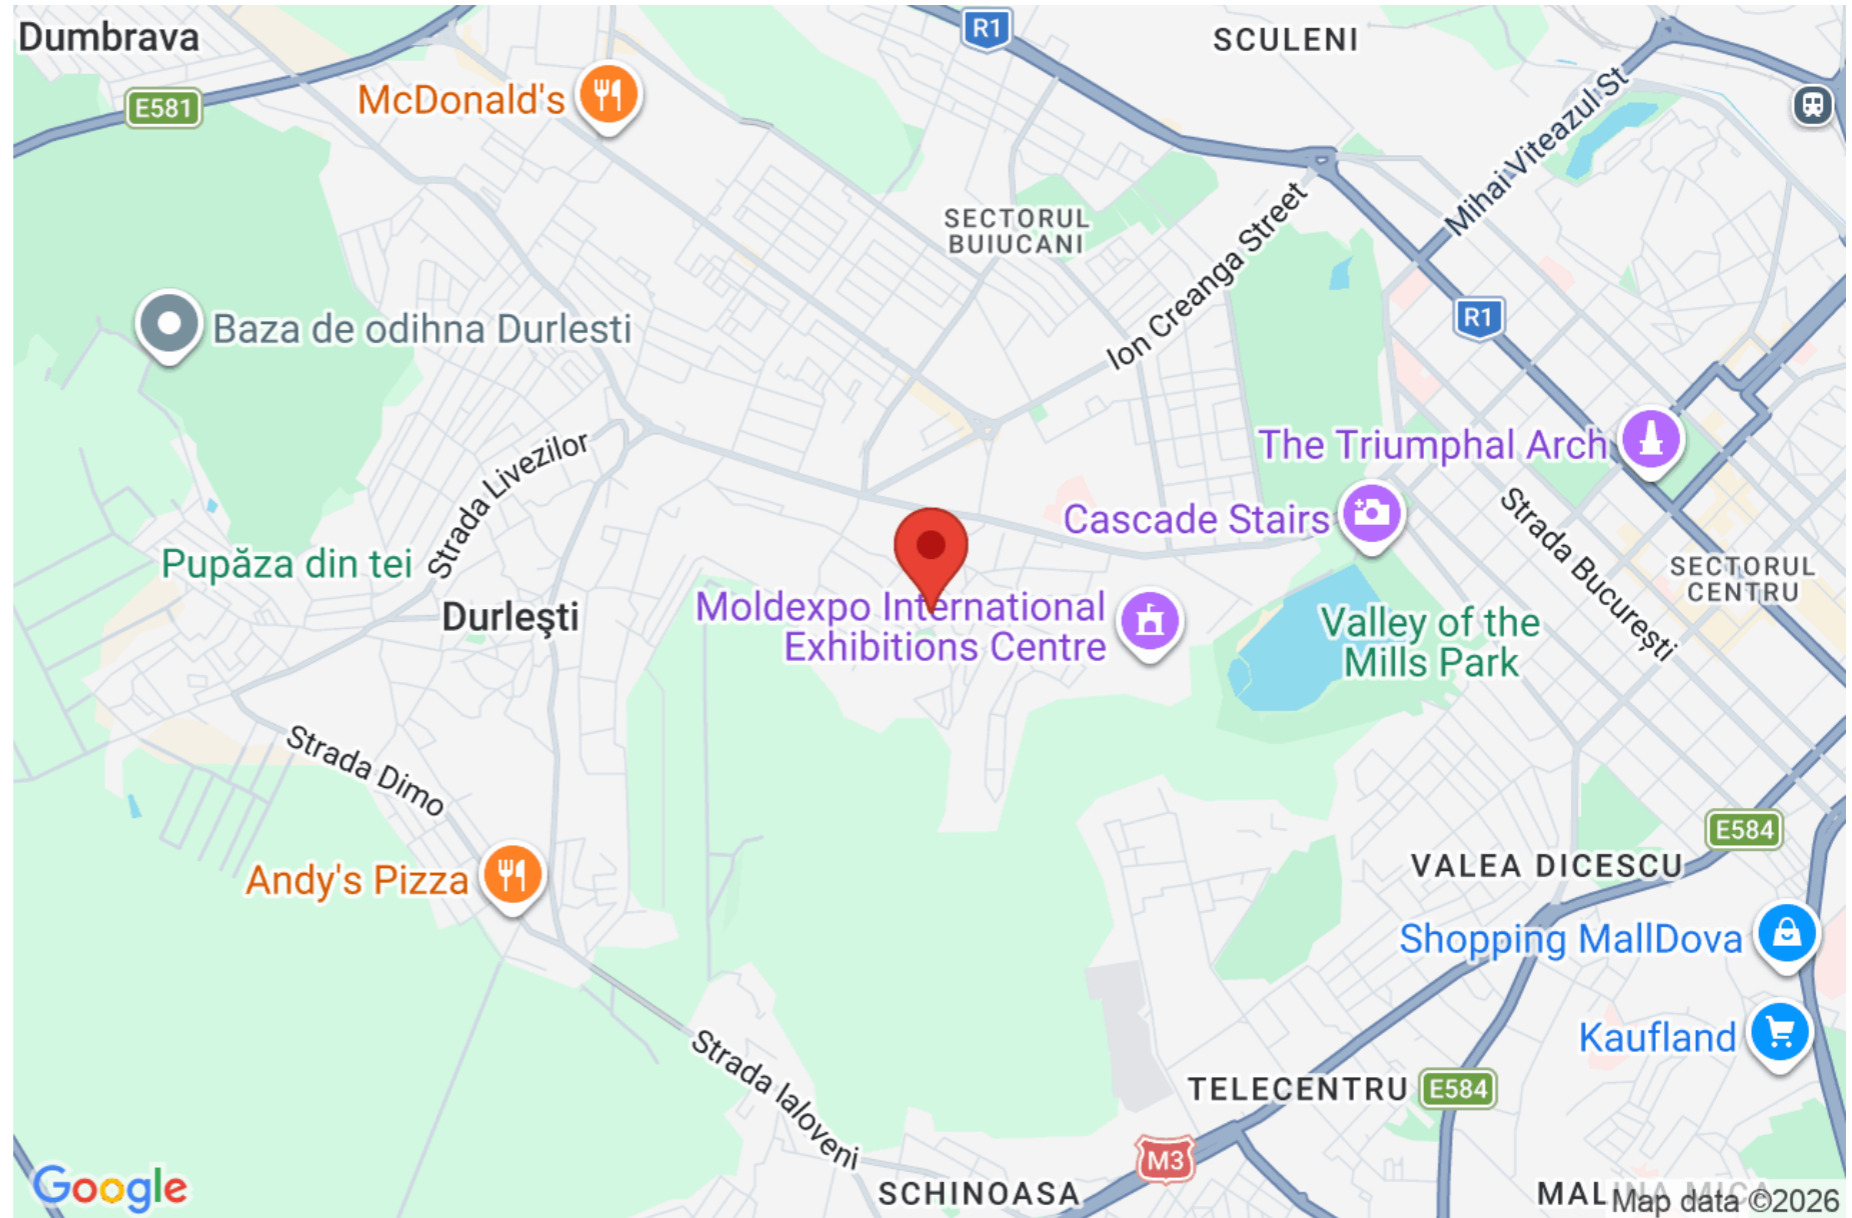 Dumbrava
R1
SCULENI
E581
McDonald's
Mihai Viteazul St
SECTORUL
BUIUCANI
Ion Creanga Street
Baza de odihna Durlesti
R1
Strada Livezilor
The Triumphal Arch
Cascade Stairs
Strada București
Pupăza din tei
SECTORUL
CENTRU
Durleşti
Moldexpo International
Exhibitions Centre
Valley of the
Mills Park
Strada Dimo
E584
VALEA DICESCU
Andy's Pizza
Shopping MallDova
Kaufland
Strada Ialoveni
TELECENTRU
E584
M3
Google
SCHINOASA
MALINA MICA
Map data ©2026